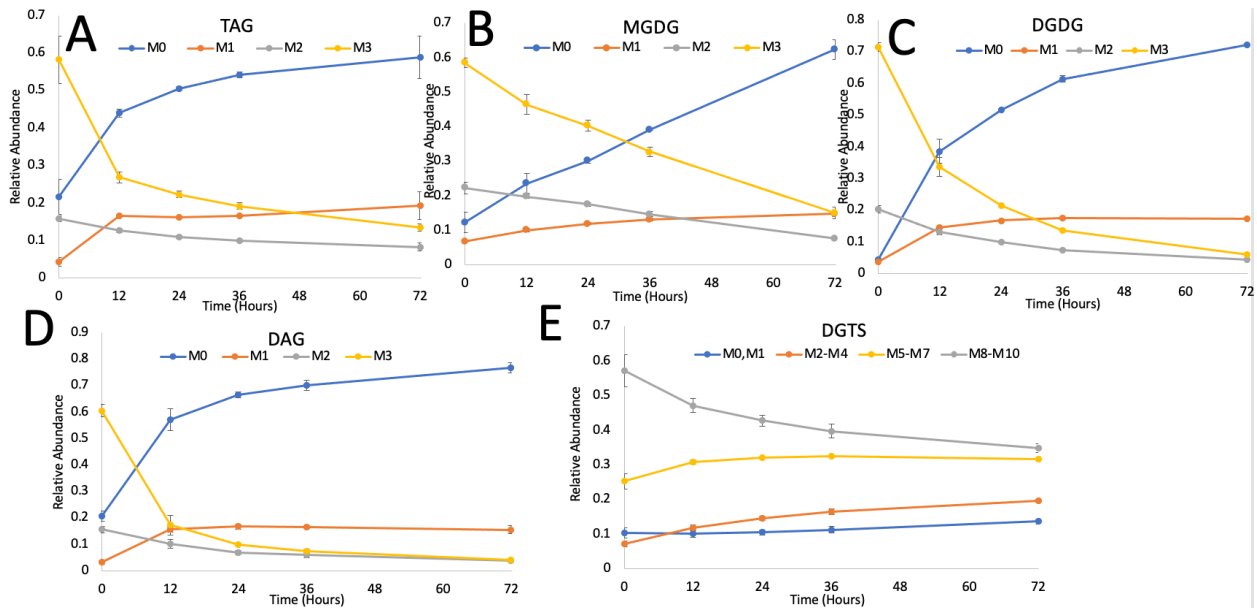 A
TAG
M0 M1 M2 M3
Relative Abundance
0.7
0.6
0.5
0.4
0.3
0.2
0.1
0
0 12 24 36 48 60 72
Time (Hours)
B
MGDG
M0 M1 M2 M3
Relative Abundance
0.7
0.6
0.5
0.4
0.3
0.2
0.1
0
0 12 24 36 48 60 72
Time (Hours)
C
DGDG
M0 M1 M2 M3
Relative Abundance
0.8
0.7
0.6
0.5
0.4
0.3
0.2
0.1
0
0 12 24 36 48 60 72
Time (Hours)
D
DAG
M0 M1 M2 M3
Relative Abundance
0.9
0.8
0.7
0.6
0.5
0.4
0.3
0.2
0.1
0
0 12 24 36 48 60 72
Time (Hours)
E
DGTS
M0,M1 M2-M4 M5-M7 M8-M10
Relative Abundance
0.7
0.6
0.5
0.4
0.3
0.2
0.1
0
0 12 24 36 48 60 72
Time (Hours)